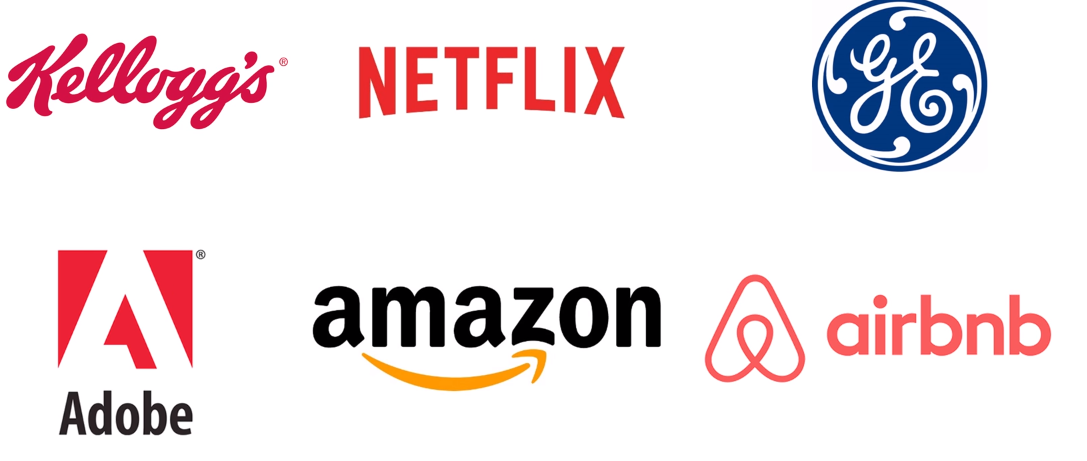 Kellogg's®
NETFLIX
GE
®
Adobe
amazon
airbnb